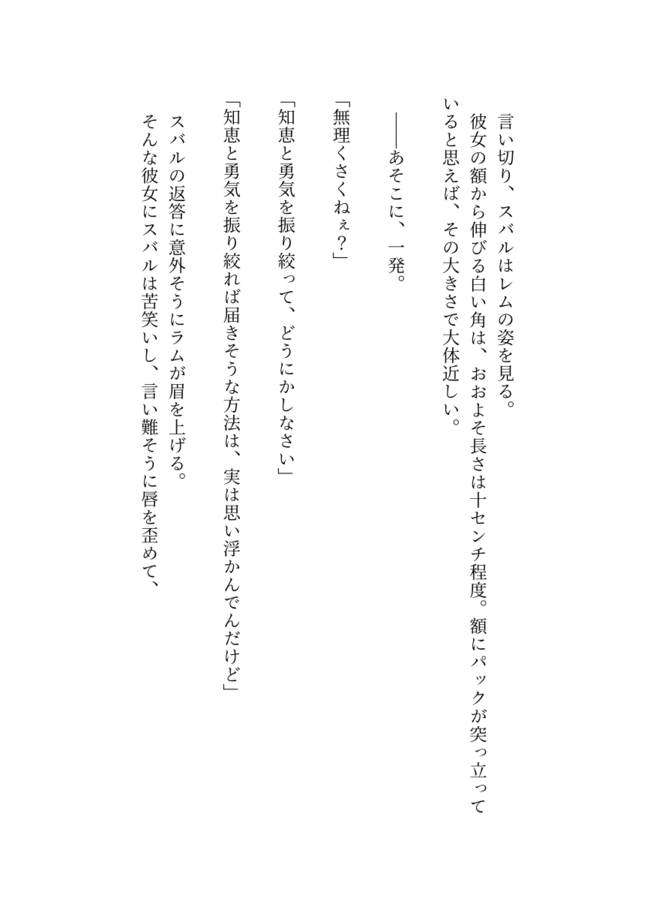 言い切り、スバルはレムの姿を見る。
彼女の額から伸びる白い角は、おおよそ長さは十センチ程度。額にパックが突っ立って
いると思えば、その大きさで大体近しい。
――あそこに、一発。
「無理くさくねぇ？」
「知恵と勇気を振り絞って、どうにかしなさい」
「知恵と勇気を振り絞れば届きそうな方法は、実は思い浮かんでんだけど」
スバルの返答に意外そうにラムが眉を上げる。
そんな彼女にスバルは苦笑いし、言い難そうに唇を歪めて、